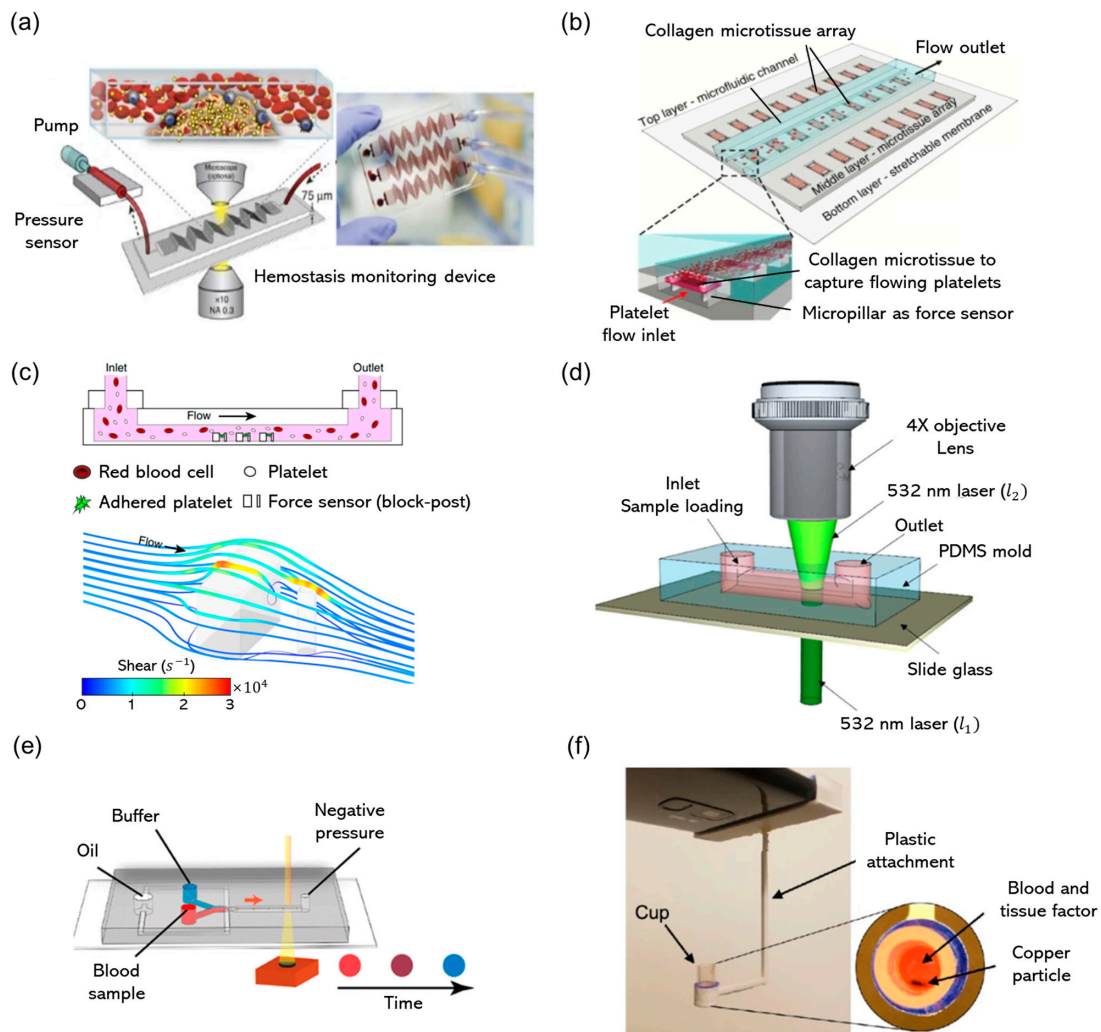 (a)
Pump
Pressure
sensor
Microscope
(optional)
75 μm
×10
NA 0.3
Hemostasis monitoring device
(b)
Collagen microtissue array
Flow outlet
Top layer - microfluidic channel
Middle layer - microtissue array
Bottom layer - stretchable membrane
Collagen microtissue to
capture flowing platelets
Platelet
flow inlet
Micropillar as force sensor
(c)
Inlet
Outlet
Flow
Red blood cell
Platelet
Adhered platelet
Force sensor (block-post)
Flow
Shear (s⁻¹)
×10⁴
0 1 2 3
(d)
4X objective
Lens
Inlet
Sample loading
532 nm laser (l₂)
Outlet
PDMS mold
Slide glass
532 nm laser (l₁)
(e)
Buffer
Oil
Negative
pressure
Blood
sample
Time
(f)
Plastic
attachment
Cup
Blood and
tissue factor
Copper
particle